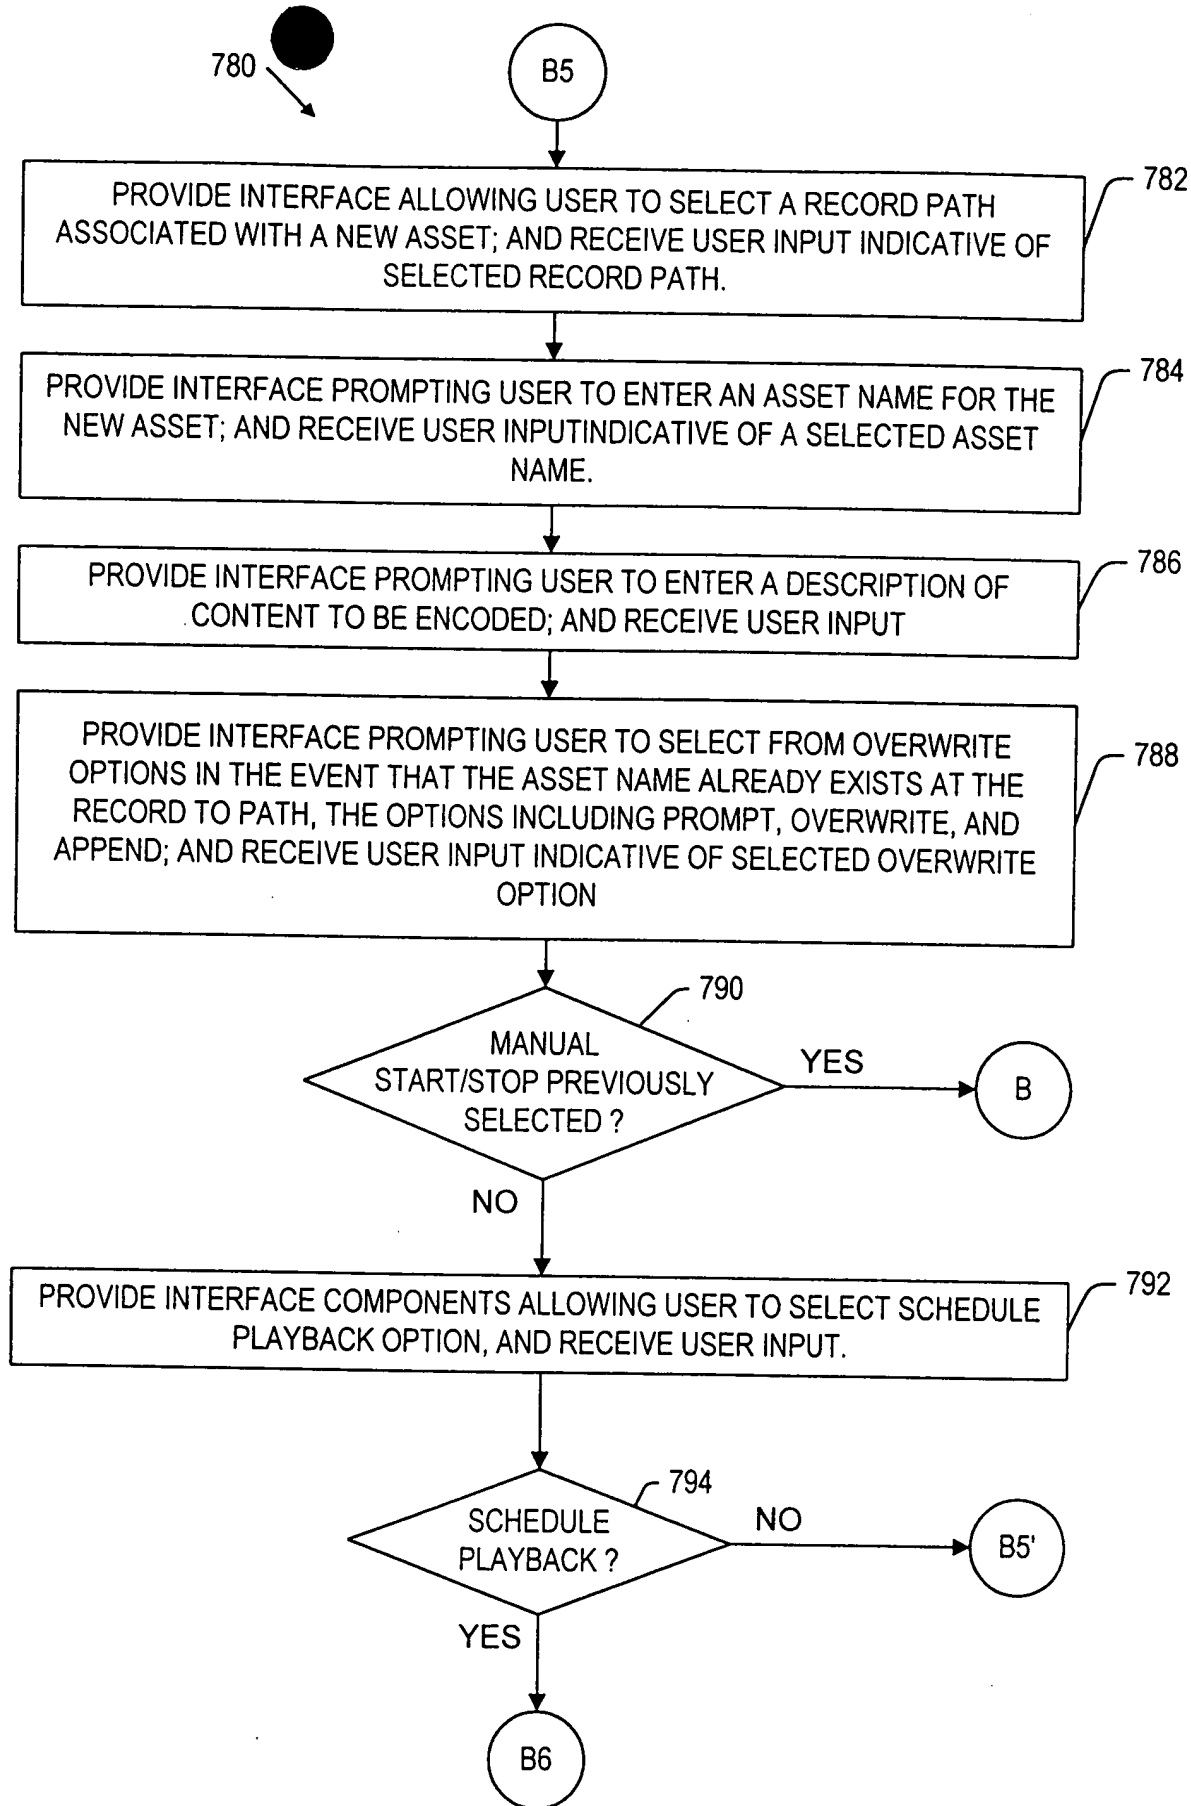 780
B5
782
PROVIDE INTERFACE ALLOWING USER TO SELECT A RECORD PATH
ASSOCIATED WITH A NEW ASSET; AND RECEIVE USER INPUT INDICATIVE OF
SELECTED RECORD PATH.
784
PROVIDE INTERFACE PROMPTING USER TO ENTER AN ASSET NAME FOR THE
NEW ASSET; AND RECEIVE USER INPUTINDICATIVE OF A SELECTED ASSET
NAME.
786
PROVIDE INTERFACE PROMPTING USER TO ENTER A DESCRIPTION OF
CONTENT TO BE ENCODED; AND RECEIVE USER INPUT
788
PROVIDE INTERFACE PROMPTING USER TO SELECT FROM OVERWRITE
OPTIONS IN THE EVENT THAT THE ASSET NAME ALREADY EXISTS AT THE
RECORD TO PATH, THE OPTIONS INCLUDING PROMPT, OVERWRITE, AND
APPEND; AND RECEIVE USER INPUT INDICATIVE OF SELECTED OVERWRITE
OPTION
790
MANUAL
START/STOP PREVIOUSLY
SELECTED ?
YES
B
NO
792
PROVIDE INTERFACE COMPONENTS ALLOWING USER TO SELECT SCHEDULE
PLAYBACK OPTION, AND RECEIVE USER INPUT.
794
SCHEDULE
PLAYBACK ?
NO
B5'
YES
B6